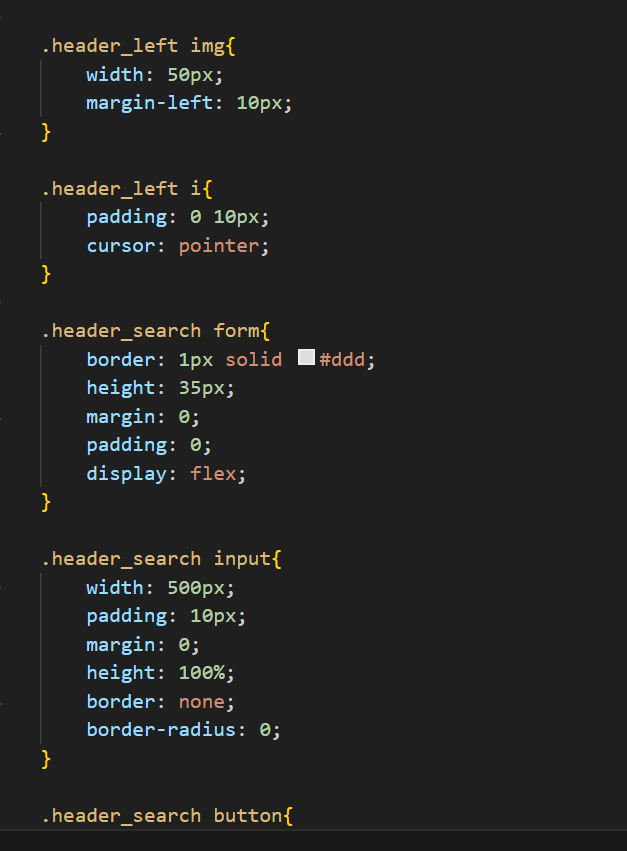 .header_left img{
width: 50px;
margin-left: 10px;
}
.header_left i{
padding: 0 10px;
cursor: pointer;
}
.header_search form{
border: 1px solid #ddd;
height: 35px;
margin: 0;
padding: 0;
display: flex;
}
.header_search input{
width: 500px;
padding: 10px;
margin: 0;
height: 100%;
border: none;
border-radius: 0;
}
.header_search button{